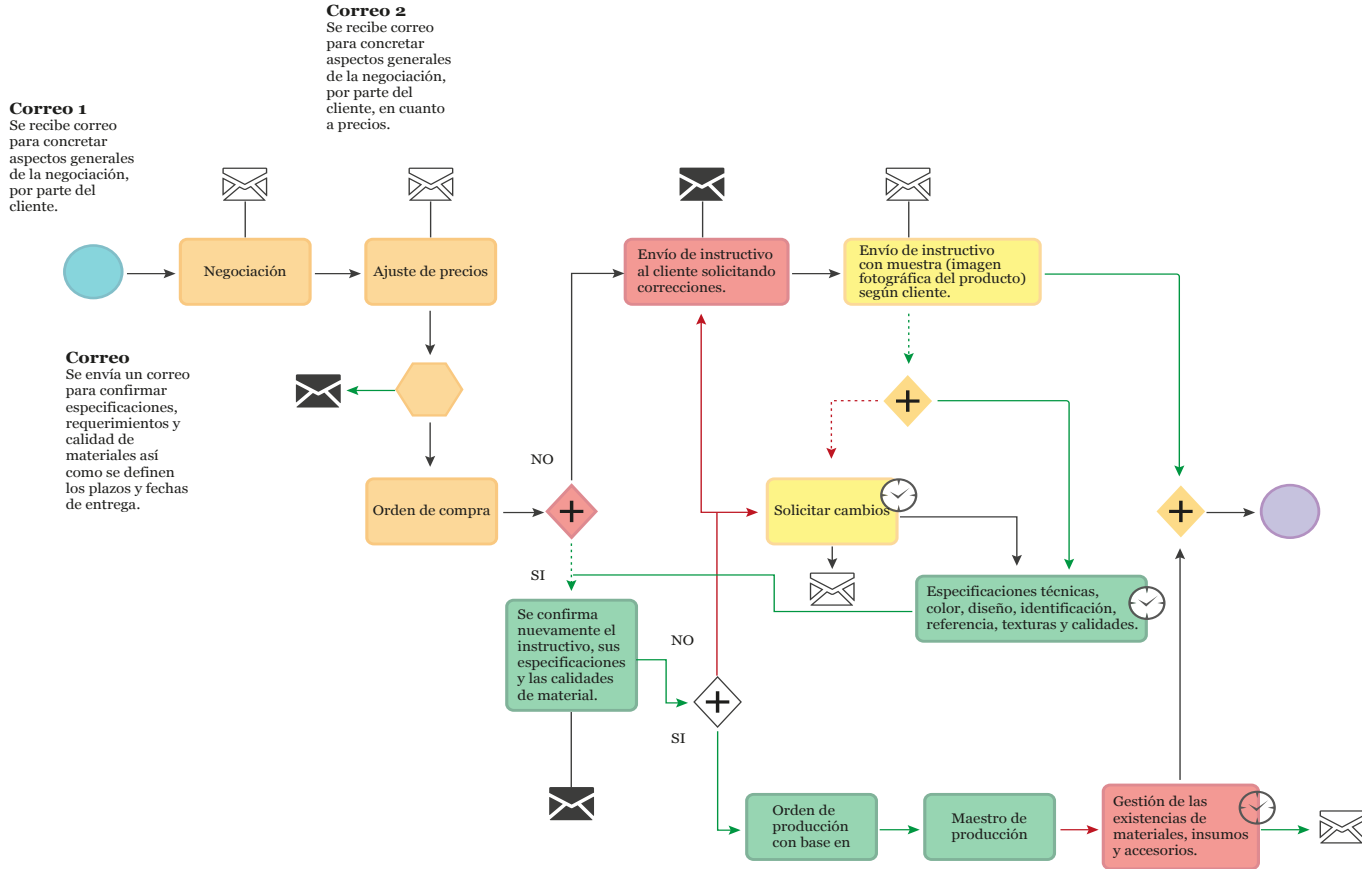 Correo 2
Se recibe correo
para concretar
aspectos generales
de la negociación,
por parte del
cliente, en cuanto
a precios.
Correo 1
Se recibe correo
para concretar
aspectos generales
de la negociación,
por parte del
cliente.
Negociación
Ajuste de precios
Envío de instructivo
al cliente solicitando
correcciones.
Envío de instructivo
con muestra (imagen
fotográfica del producto)
según cliente.
Correo
Se envía un correo
para confirmar
especificaciones,
requerimientos y
calidad de
materiales así
como se definen
los plazos y fechas
de entrega.
NO
Orden de compra
Solicitar cambios
SI
Especificaciones técnicas,
color, diseño, identificación,
referencia, texturas y calidades.
Se confirma
nuevamente el
instructivo, sus
especificaciones
y las calidades
de material.
NO
SI
Orden de
producción
con base en
Maestro de
producción
Gestión de las
existencias de
materiales, insumos
y accesorios.